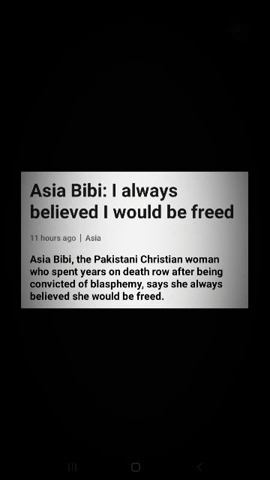 Asia Bibi: I always
believed I would be freed
11 hours ago | Asia
Asia Bibi, the Pakistani Christian woman
who spent years on death row after being
convicted of blasphemy, says she always
believed she would be freed.